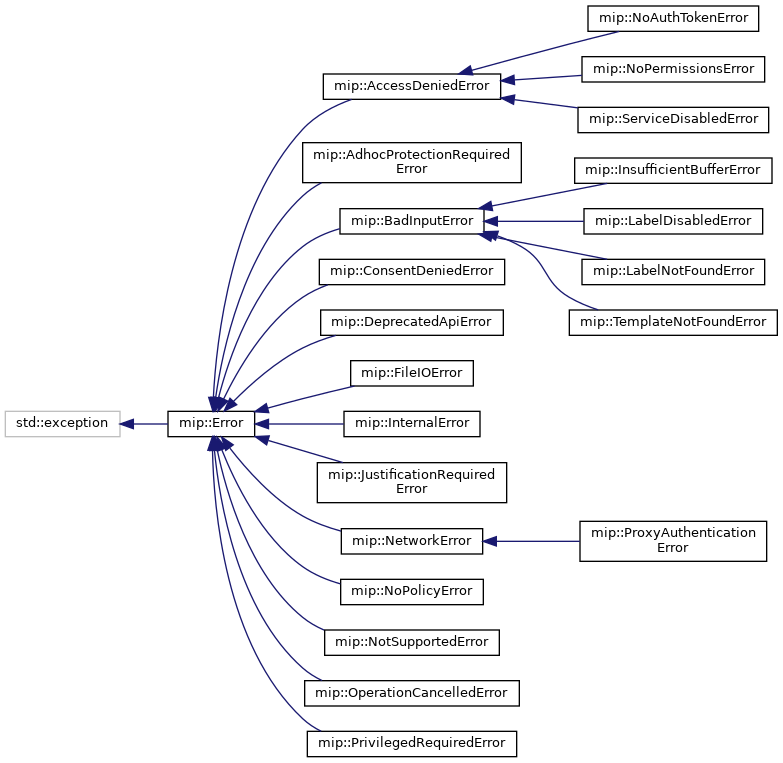 mip::NoAuthTokenError
mip::NoPermissionsError
mip::AccessDeniedError
mip::ServiceDisabledError
mip::AdhocProtectionRequired
Error
mip::InsufficientBufferError
mip::BadInputError
mip::LabelDisabledError
mip::ConsentDeniedError
mip::LabelNotFoundError
mip::DeprecatedApiError
mip::TemplateNotFoundError
mip::FileIOError
std::exception
mip::Error
mip::InternalError
mip::JustificationRequired
Error
mip::NetworkError
mip::ProxyAuthentication
Error
mip::NoPolicyError
mip::NotSupportedError
mip::OperationCancelledError
mip::PrivilegedRequiredError